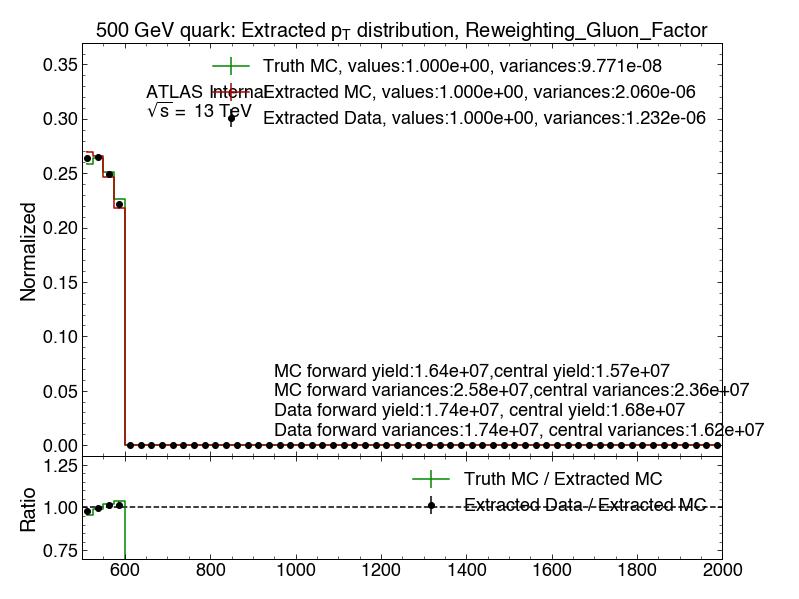 500 GeV quark: Extracted pT distribution, Reweighting_Gluon_Factor
Truth MC, values:1.000e+00, variances:9.771e-08
ATLAS Internal
Extracted MC, values:1.000e+00, variances:2.060e-06
√s = 13 TeV
Extracted Data, values:1.000e+00, variances:1.232e-06
0.35
0.30
0.25
0.20
0.15
0.10
0.05
0.00
Normalized
MC forward yield:1.64e+07,central yield:1.57e+07
MC forward variances:2.58e+07,central variances:2.36e+07
Data forward yield:1.74e+07, central yield:1.68e+07
Data forward variances:1.74e+07, central variances:1.62e+07
1.25
1.00
0.75
Ratio
Truth MC / Extracted MC
Extracted Data / Extracted MC
600 800 1000 1200 1400 1600 1800 2000